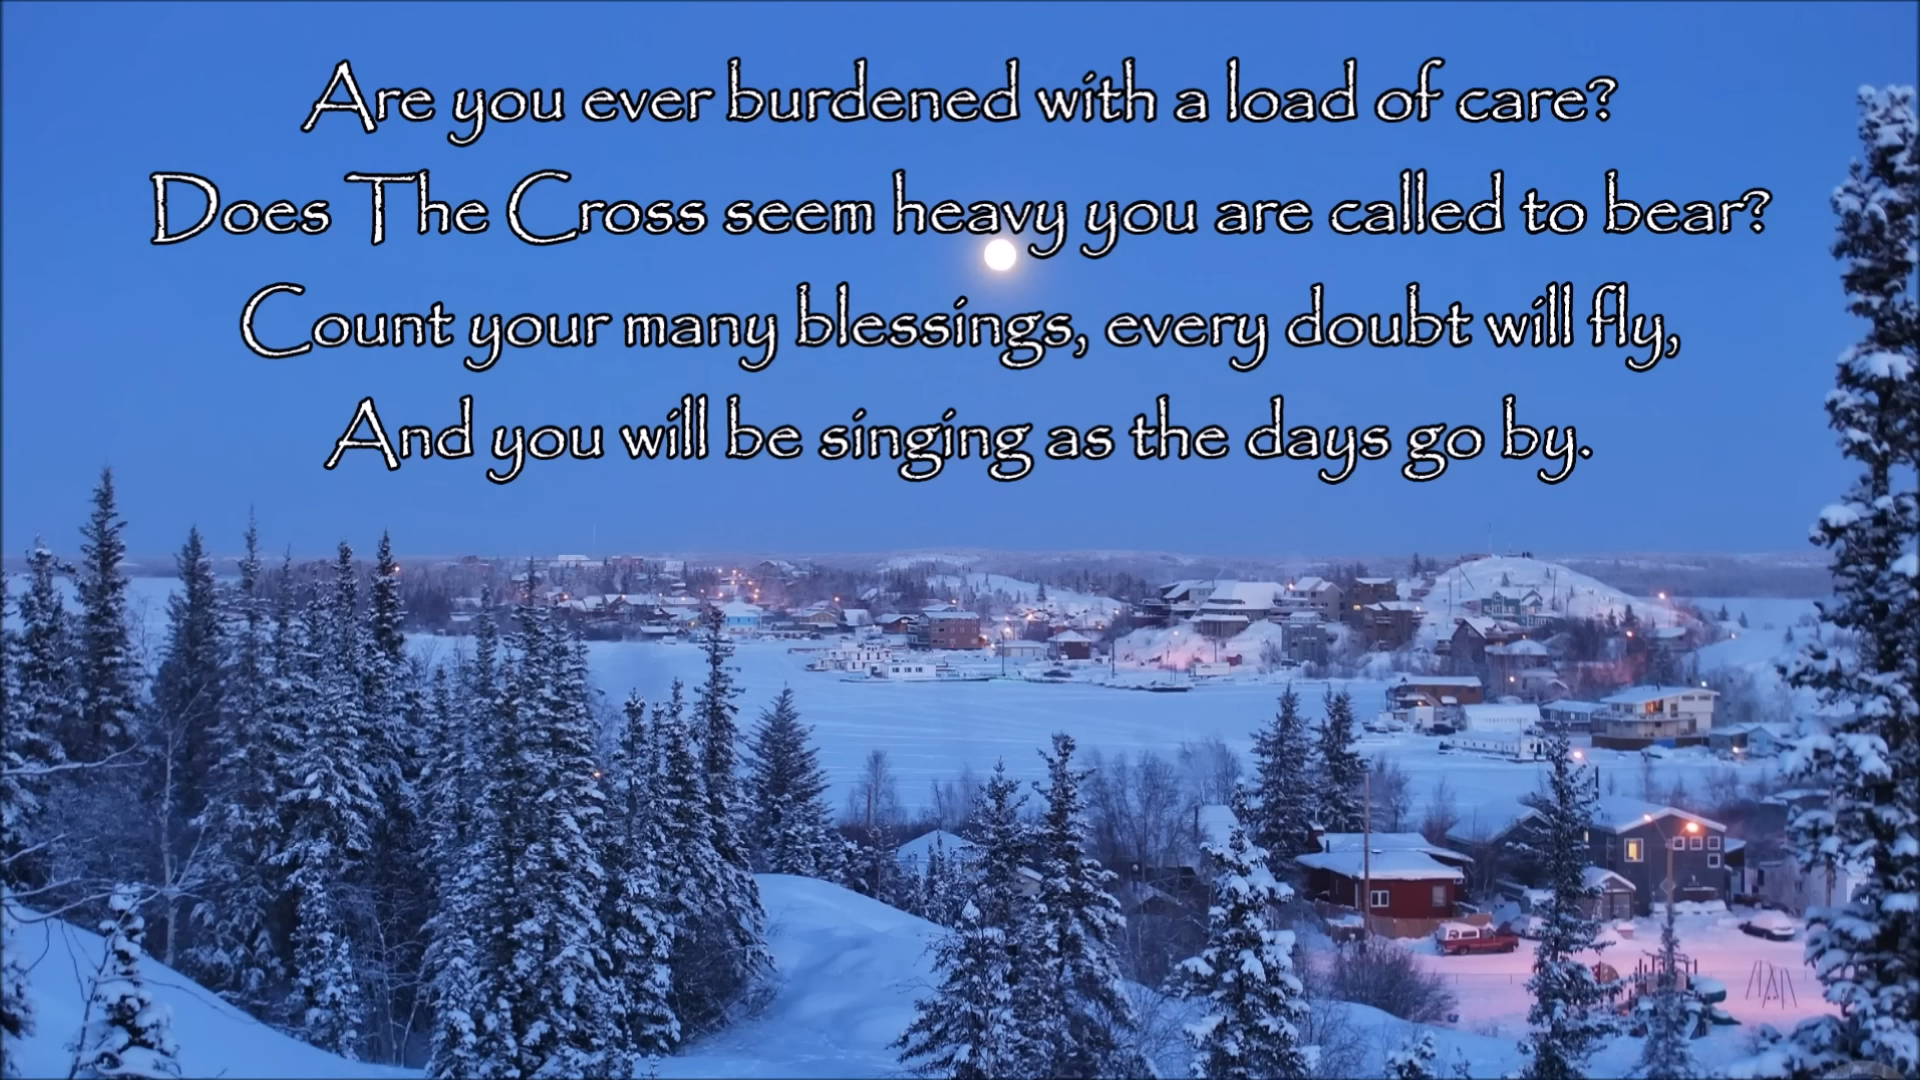 Are you ever burdened with a load of care?
Does The Cross seem heavy you are called to bear?
Count your many blessings, every doubt will fly,
And you will be singing as the days go by.